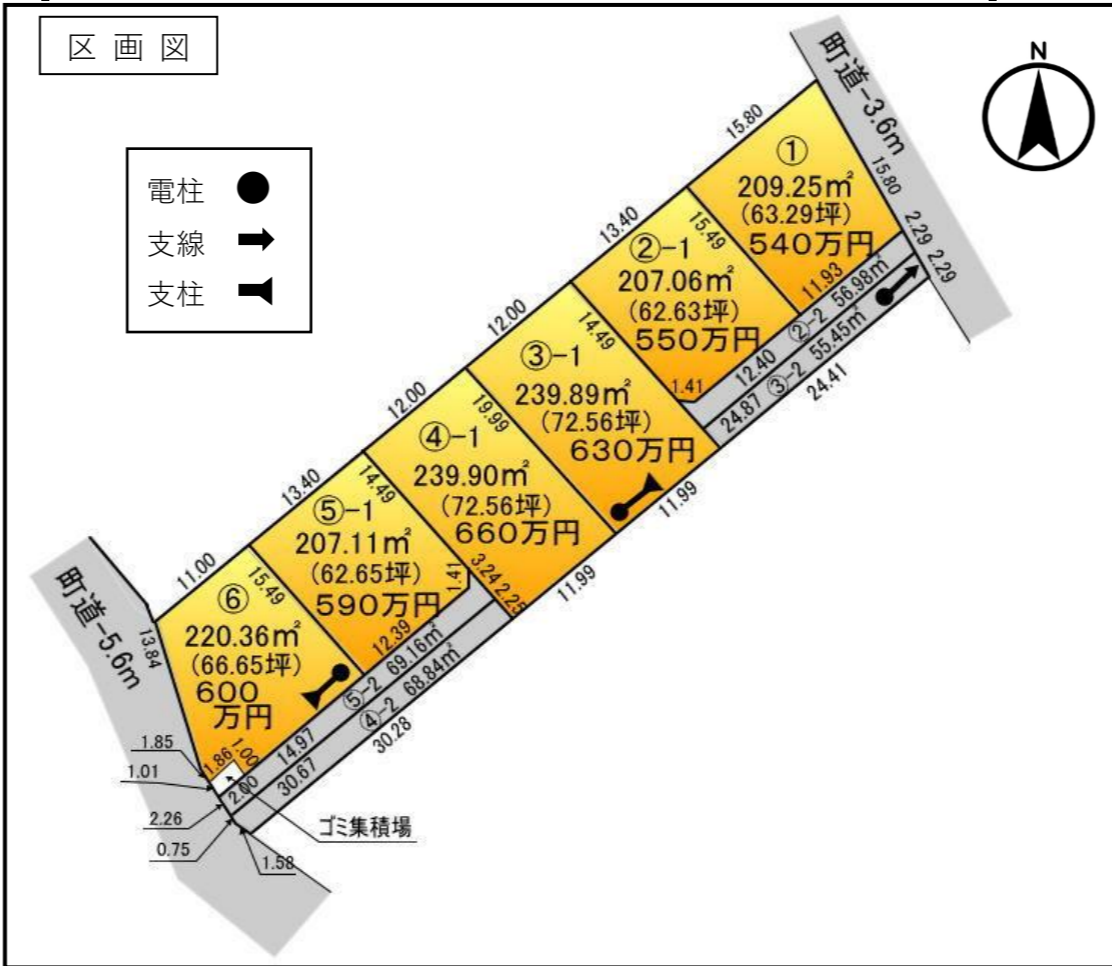 区画図
N
電柱
支線
支柱
町道-3.6m
15.80
①
209.25㎡
(63.29坪)
540万円
15.80
2.29
2.29
11.93
13.40
②-1
207.06㎡
(62.63坪)
550万円
15.49
1.41
12.40
②-2 56.98㎡
24.87
③-2 55.45㎡
24.41
12.00
③-1
239.89㎡
(72.56坪)
630万円
14.49
11.99
12.00
④-1
239.90㎡
(72.56坪)
660万円
19.99
11.99
13.40
⑤-1
207.11㎡
(62.65坪)
590万円
14.49
1.41
3.24
2.25
12.39
11.00
⑥
220.36㎡
(66.65坪)
600
万円
15.49
町道-5.6m
13.84
⑤-2 69.16㎡
14.97
④-2 68.84㎡
30.67
30.28
1.86
1.00
2.00
1.85
1.01
2.26
0.75
1.58
ゴミ集積場